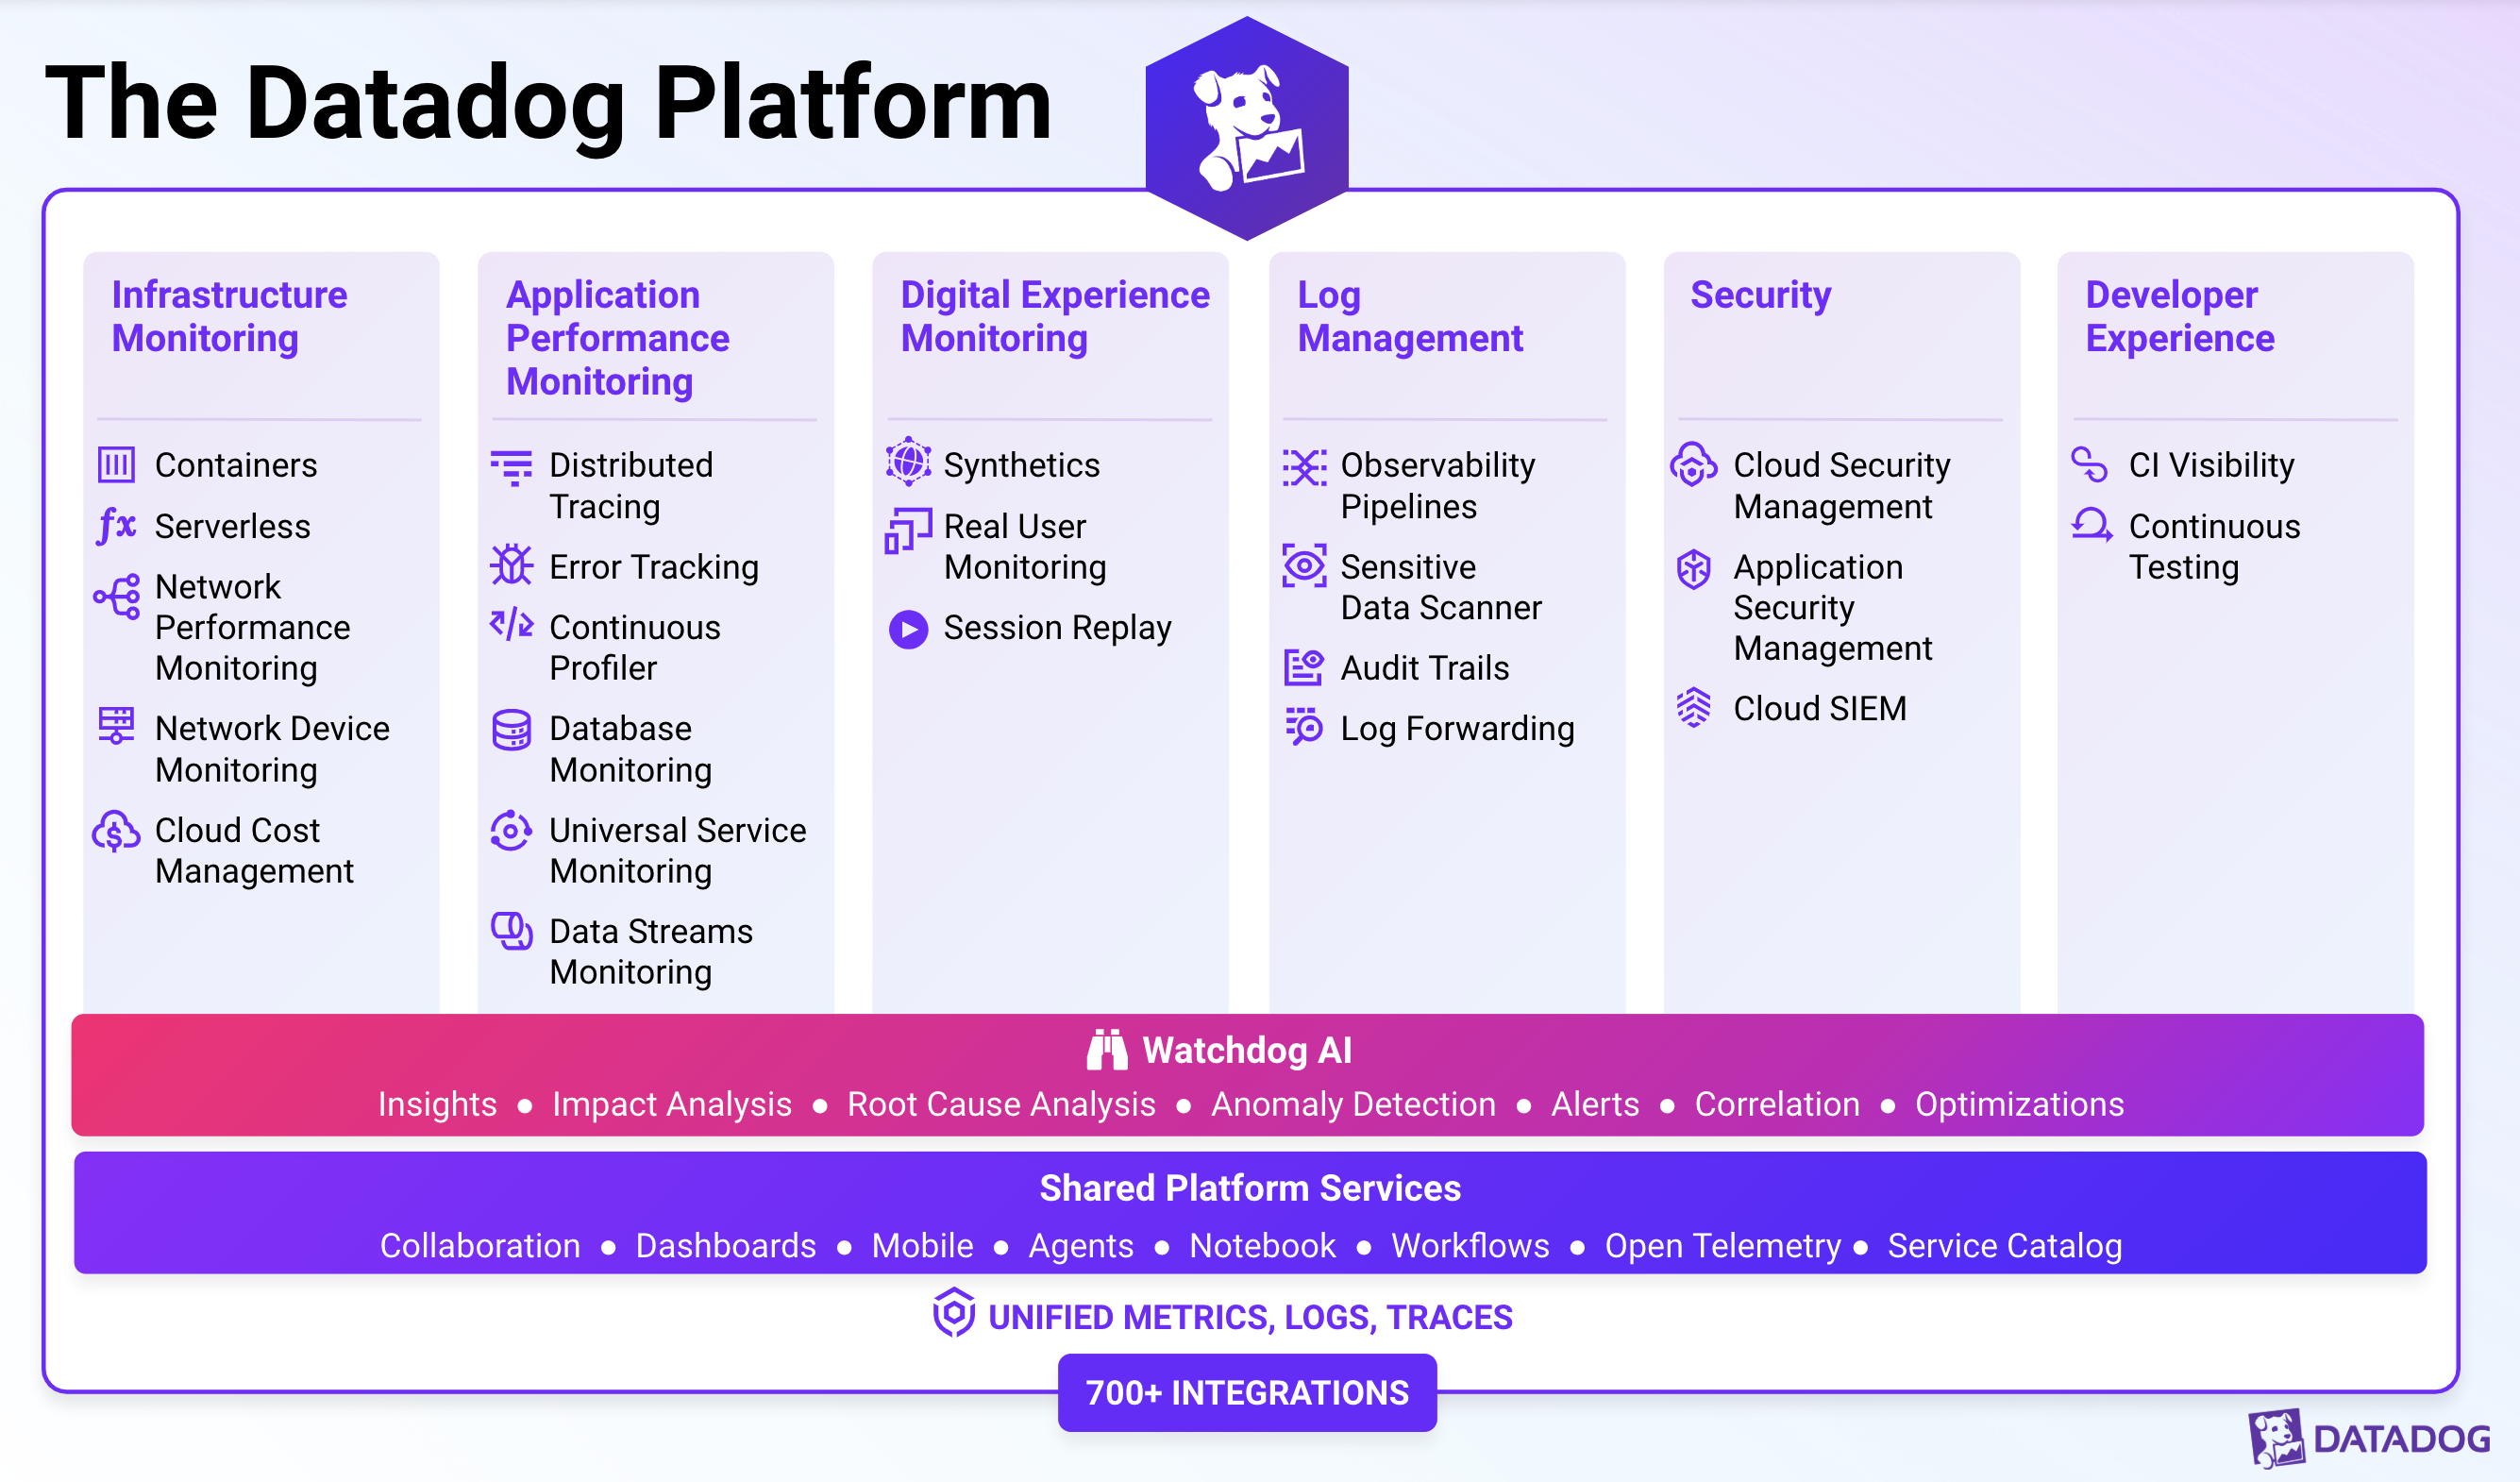 The Datadog Platform
Infrastructure
Monitoring
Containers
Serverless
Network
Performance
Monitoring
Network Device
Monitoring
Cloud Cost
Management
Application
Performance
Monitoring
Distributed
Tracing
Error Tracking
Continuous
Profiler
Database
Monitoring
Universal Service
Monitoring
Data Streams
Monitoring
Digital Experience
Monitoring
Synthetics
Real User
Monitoring
Session Replay
Log
Management
Observability
Pipelines
Sensitive
Data Scanner
Audit Trails
Log Forwarding
Security
Cloud Security
Management
Application
Security
Management
Cloud SIEM
Developer
Experience
CI Visibility
Continuous
Testing
Watchdog AI
Insights ● Impact Analysis ● Root Cause Analysis ● Anomaly Detection ● Alerts ● Correlation ● Optimizations
Shared Platform Services
Collaboration ● Dashboards ● Mobile ● Agents ● Notebook ● Workflows ● Open Telemetry ● Service Catalog
UNIFIED METRICS, LOGS, TRACES
700+ INTEGRATIONS
DATADOG